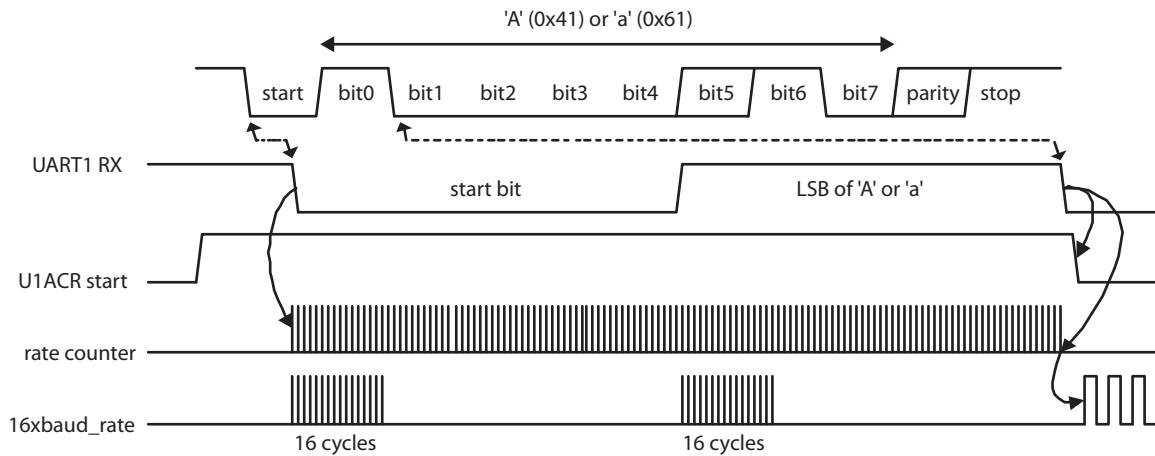 'A' (0x41) or 'a' (0x61)
start bit0 bit1 bit2 bit3 bit4 bit5 bit6 bit7 parity stop
UART1 RX
start bit LSB of 'A' or 'a'
U1ACR start
rate counter
16xbaud_rate
16 cycles 16 cycles